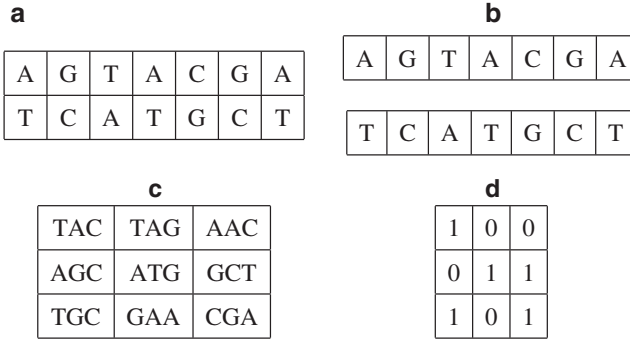 a
A G T A C G A
T C A T G C T
b
A G T A C G A
T C A T G C T
c
TAC TAG AAC
AGC ATG GCT
TGC GAA CGA
d
1 0 0
0 1 1
1 0 1